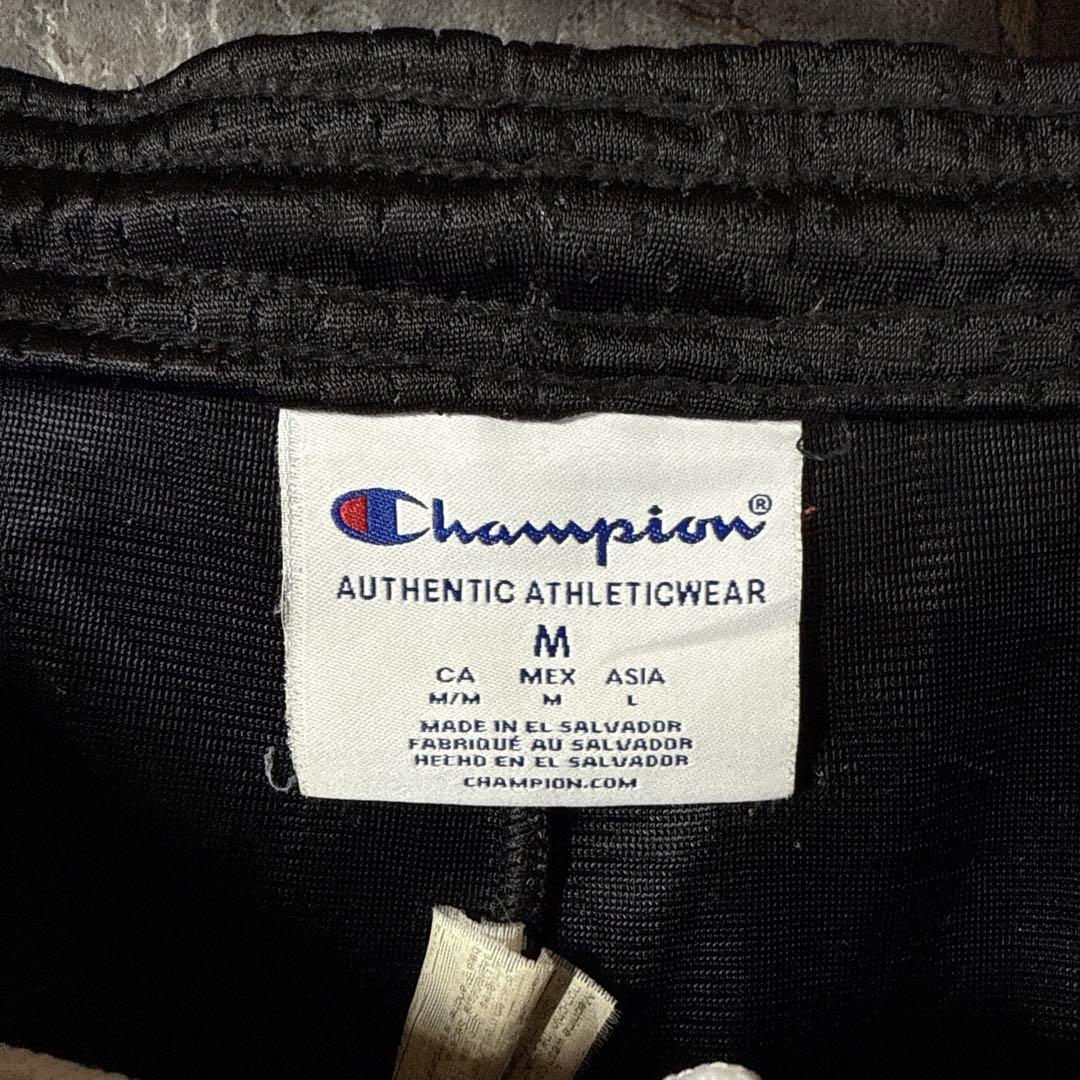 Champion®
AUTHENTIC ATHLETICWEAR
M
CA MEX ASIA
M/M M L
MADE IN EL SALVADOR
FABRIQUÉ AU SALVADOR
HECHO EN EL SALVADOR
CHAMPION.COM